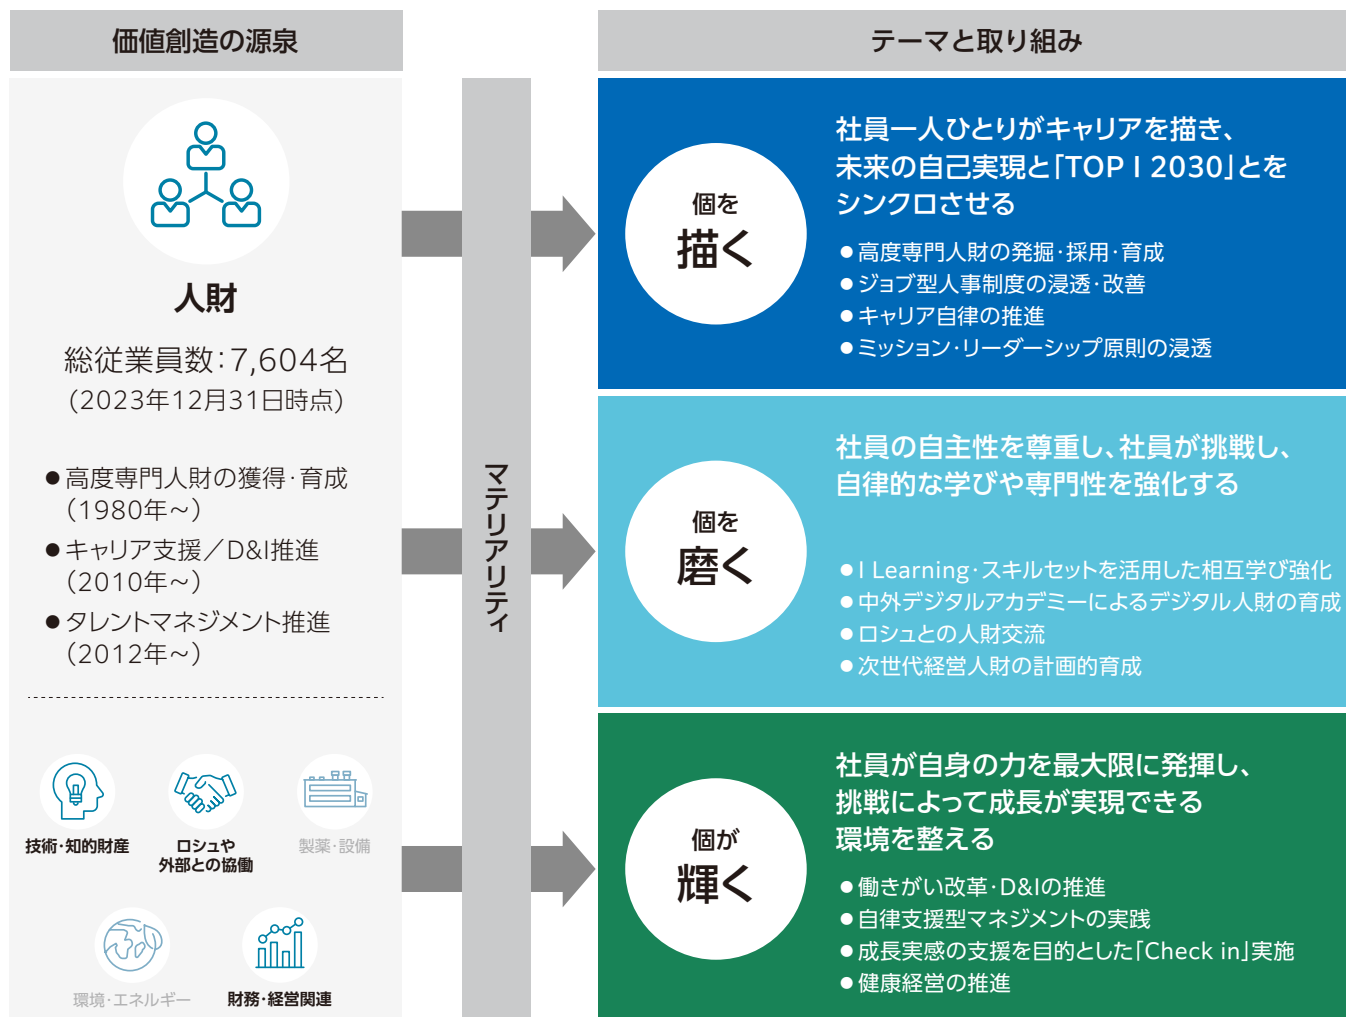 価値創造の源泉
人財
総従業員数：7,604名
(2023年12月31日時点)
●高度専門人財の獲得・育成
（1980年～）
●キャリア支援／D&I推進
（2010年～）
●タレントマネジメント推進
（2012年～）
技術・知的財産
ロシュや
外部との協働
製薬・設備
環境・エネルギー
財務・経営関連
マテリアリティ
テーマと取り組み
個を
描く
社員一人ひとりがキャリアを描き、
未来の自己実現と「TOP I 2030」とを
シンクロさせる
●高度専門人財の発掘・採用・育成
●ジョブ型人事制度の浸透・改善
●キャリア自律の推進
●ミッション・リーダーシップ原則の浸透
個を
磨く
社員の自主性を尊重し、社員が挑戦し、
自律的な学びや専門性を強化する
●I Learning・スキルセットを活用した相互学び強化
●中外デジタルアカデミーによるデジタル人財の育成
●ロシュとの人財交流
●次世代経営人財の計画的育成
個が
輝く
社員が自身の力を最大限に発揮し、
挑戦によって成長が実現できる
環境を整える
●働きがい改革・D&Iの推進
●自律支援型マネジメントの実践
●成長実感の支援を目的とした「Check in」実施
●健康経営の推進